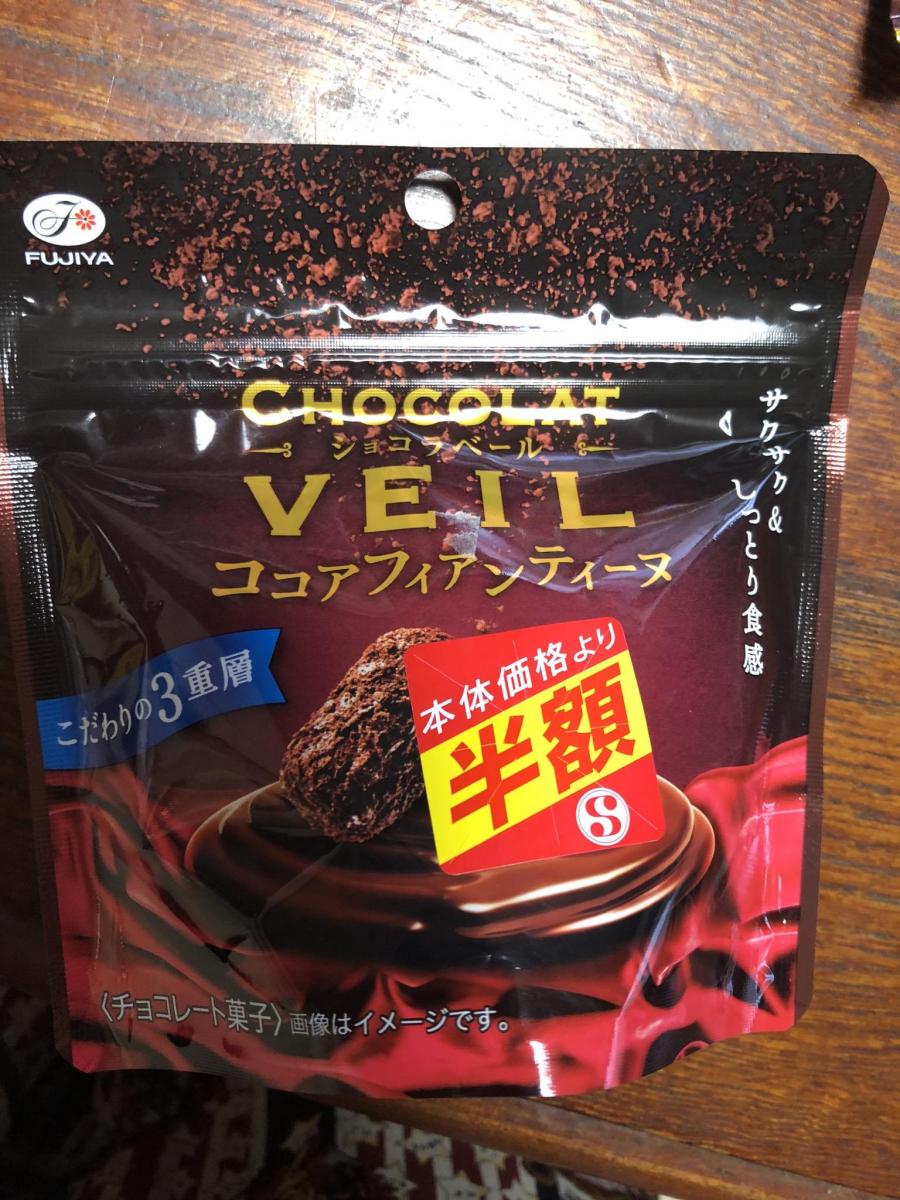 FUJIYA
CHOCOLAT
ショコラベール
VEIL
ココアフィアンティーヌ
サクサク&
しっとり食感
こだわりの3重層
本体価格より
半額
S
〈チョコレート菓子〉画像はイメージです。